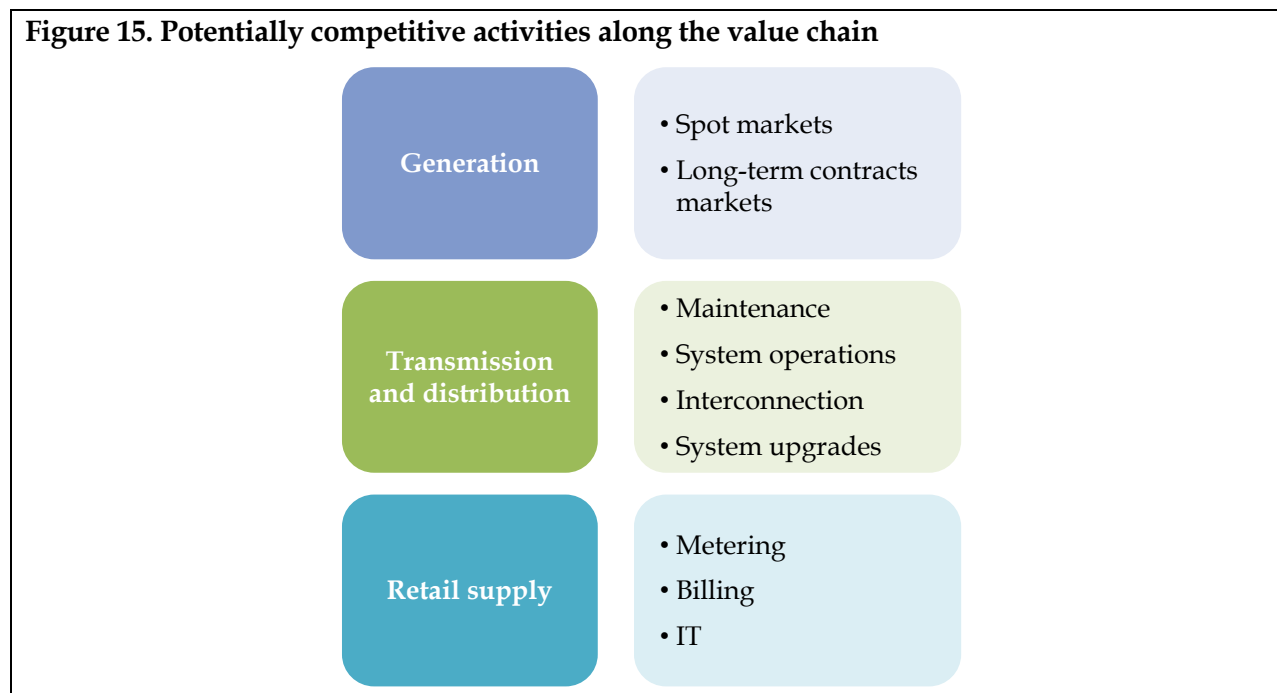 Figure 15. Potentially competitive activities along the value chain
Generation
• Spot markets
• Long-term contracts
markets
Transmission
and distribution
• Maintenance
• System operations
• Interconnection
• System upgrades
Retail supply
• Metering
• Billing
• IT